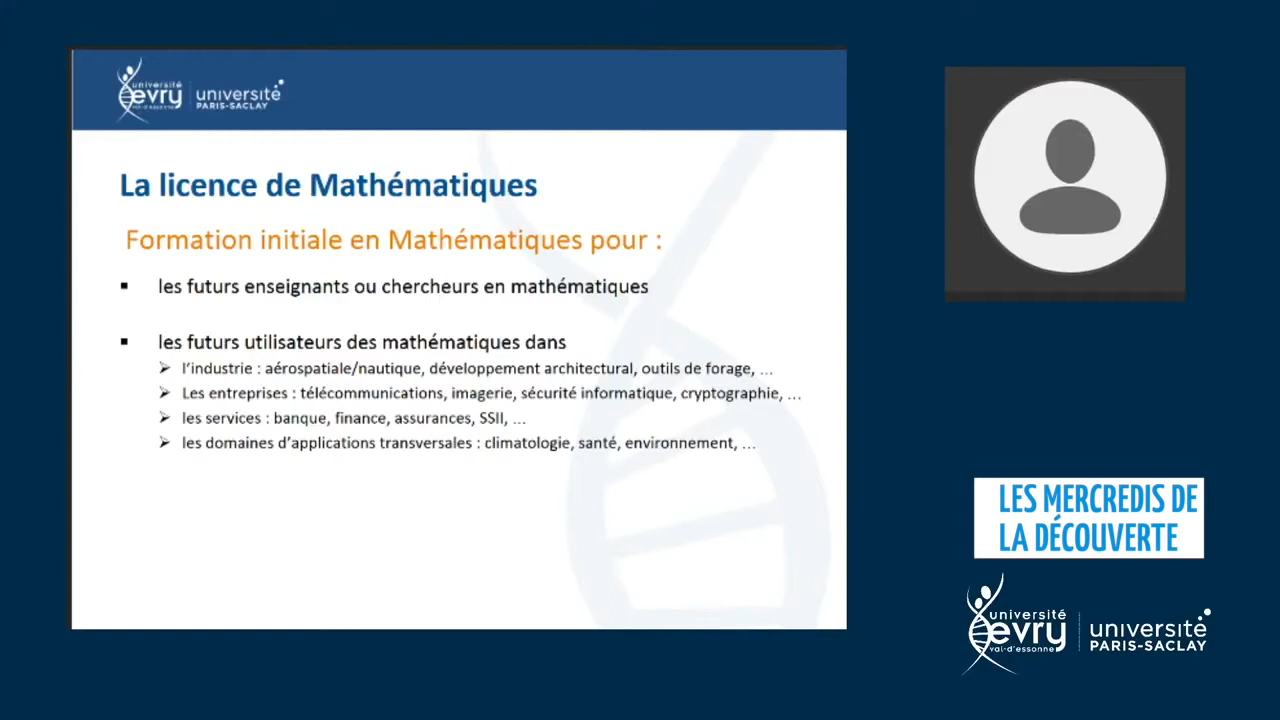 université
evry
val-d'essonne
université
PARIS-SACLAY
La licence de Mathématiques
Formation initiale en Mathématiques pour :
▪ les futurs enseignants ou chercheurs en mathématiques
▪ les futurs utilisateurs des mathématiques dans
➢ l'industrie : aérospatiale/nautique, développement architectural, outils de forage, ...
➢ Les entreprises : télécommunications, imagerie, sécurité informatique, cryptographie, ...
➢ les services : banque, finance, assurances, SSII, ...
➢ les domaines d'applications transversales : climatologie, santé, environnement, ...
LES MERCREDIS DE
LA DÉCOUVERTE
université
evry
val-d'essonne
université
PARIS-SACLAY